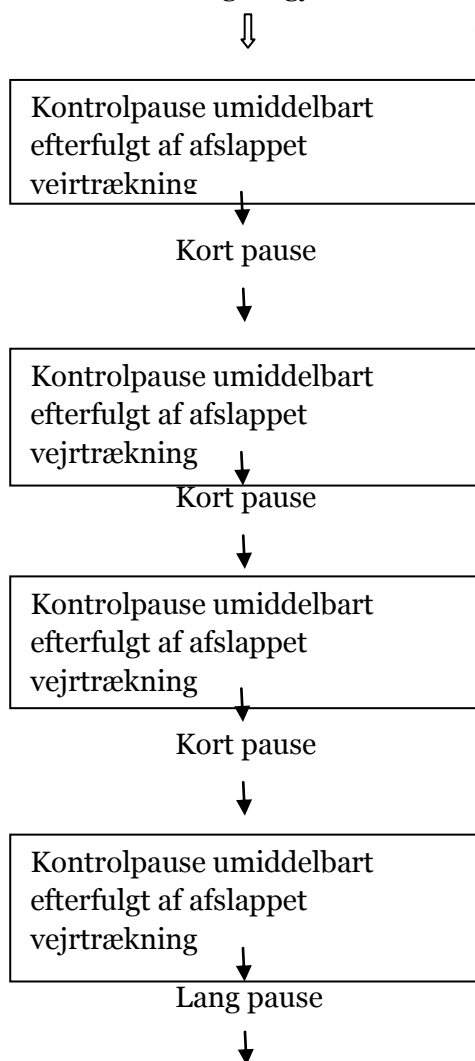 Kontrolpause umiddelbart
efterfulgt af afslappet
vejrtrækning
Kort pause
Kontrolpause umiddelbart
efterfulgt af afslappet
vejrtrækning
Kort pause
Kontrolpause umiddelbart
efterfulgt af afslappet
vejrtrækning
Kort pause
Kontrolpause umiddelbart
efterfulgt af afslappet
vejrtrækning
Lang pause